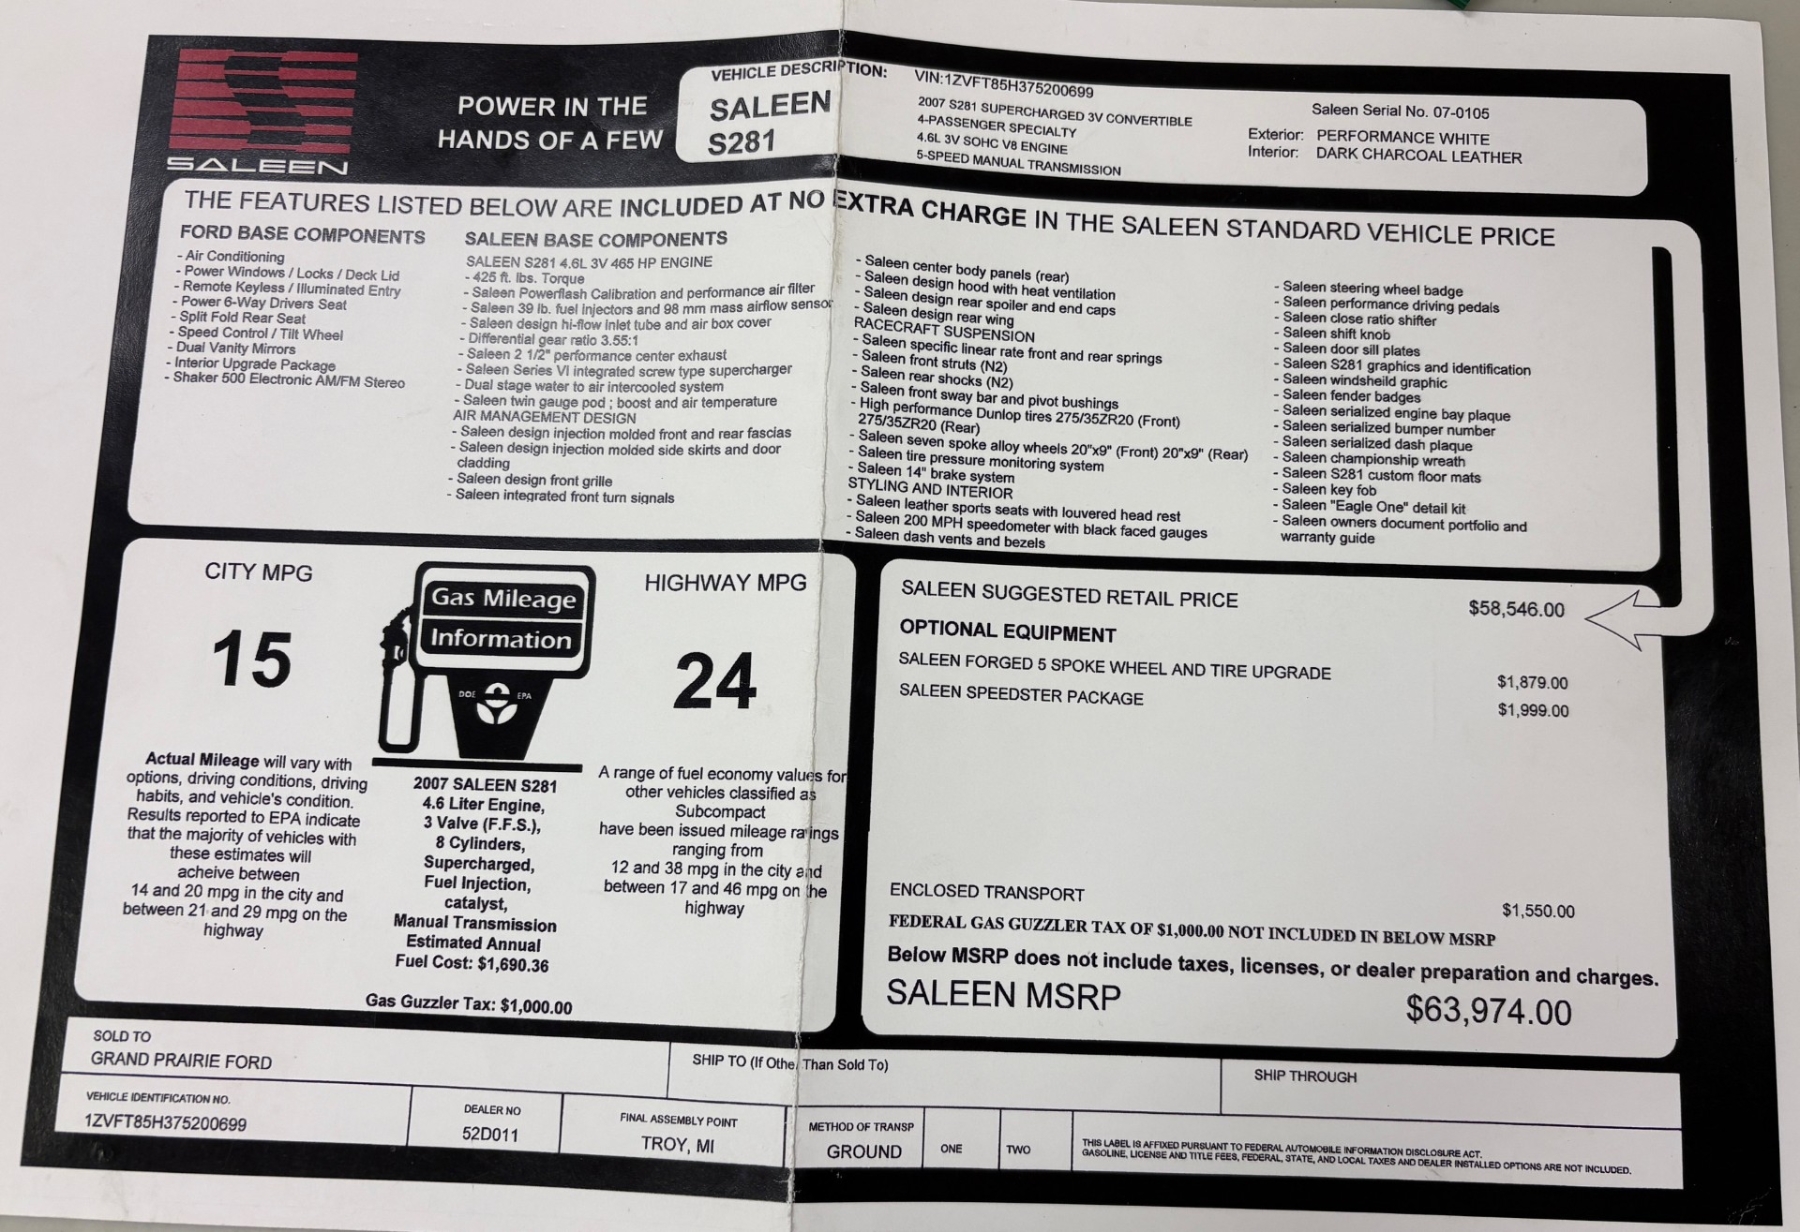 SALEEN
POWER IN THE
HANDS OF A FEW
VEHICLE DESCRIPTION:
SALEEN
S281
VIN:1ZVFT85H375200699
2007 S281 SUPERCHARGED 3V CONVERTIBLE
4-PASSENGER SPECIALTY
4.6L 3V SOHC V8 ENGINE
5-SPEED MANUAL TRANSMISSION
Saleen Serial No. 07-0105
Exterior: PERFORMANCE WHITE
Interior: DARK CHARCOAL LEATHER
THE FEATURES LISTED BELOW ARE INCLUDED AT NO EXTRA CHARGE IN THE SALEEN STANDARD VEHICLE PRICE
FORD BASE COMPONENTS
- Air Conditioning
- Power Windows / Locks / Deck Lid
- Remote Keyless / Illuminated Entry
- Power 6-Way Drivers Seat
- Split Fold Rear Seat
- Speed Control / Tilt Wheel
- Dual Vanity Mirrors
- Interior Upgrade Package
- Shaker 500 Electronic AM/FM Stereo
SALEEN BASE COMPONENTS
SALEEN S281 4.6L 3V 465 HP ENGINE
- 425 ft. lbs. Torque
- Saleen Powerflash Calibration and performance air filter
- Saleen 39 lb. fuel Injectors and 98 mm mass airflow sensor
- Saleen design hi-flow Inlet tube and air box cover
- Differential gear ratio 3.55:1
- Saleen 2 1/2" performance center exhaust
- Saleen Series VI integrated screw type supercharger
- Dual stage water to air intercooled system
- Saleen twin gauge pod ; boost and air temperature
AIR MANAGEMENT DESIGN
- Saleen design injection molded front and rear fascias
- Saleen design injection molded side skirts and door
cladding
- Saleen design front grille
- Saleen integrated front turn signals
- Saleen center body panels (rear)
- Saleen design hood with heat ventilation
- Saleen design rear spoiler and end caps
- Saleen design rear wing
RACECRAFT SUSPENSION
- Saleen specific linear rate front and rear springs
- Saleen front struts (N2)
- Saleen rear shocks (N2)
- Saleen front sway bar and pivot bushings
- High performance Dunlop tires 275/35ZR20 (Front)
275/35ZR20 (Rear)
- Saleen seven spoke alloy wheels 20"x9" (Front) 20"x9" (Rear)
- Saleen tire pressure monitoring system
- Saleen 14" brake system
STYLING AND INTERIOR
- Saleen leather sports seats with louvered head rest
- Saleen 200 MPH speedometer with black faced gauges
- Saleen dash vents and bezels
- Saleen steering wheel badge
- Saleen performance driving pedals
- Saleen close ratio shifter
- Saleen shift knob
- Saleen door sill plates
- Saleen S281 graphics and identification
- Saleen windsheild graphic
- Saleen fender badges
- Saleen serialized engine bay plaque
- Saleen serialized bumper number
- Saleen serialized dash plaque
- Saleen championship wreath
- Saleen S281 custom floor mats
- Saleen key fob
- Saleen "Eagle One" detail kit
- Saleen owners document portfolio and
warranty guide
CITY MPG
15
Actual Mileage will vary with
options, driving conditions, driving
habits, and vehicle's condition.
Results reported to EPA indicate
that the majority of vehicles with
these estimates will
acheive between
14 and 20 mpg in the city and
between 21 and 29 mpg on the
highway
Gas Mileage
Information
DOE EPA
2007 SALEEN S281
4.6 Liter Engine,
3 Valve (F.F.S.),
8 Cylinders,
Supercharged,
Fuel Injection,
catalyst,
Manual Transmission
Estimated Annual
Fuel Cost: $1,690.36
Gas Guzzler Tax: $1,000.00
HIGHWAY MPG
24
A range of fuel economy values for
other vehicles classified as
Subcompact
have been issued mileage ratings
ranging from
12 and 38 mpg in the city and
between 17 and 46 mpg on the
highway
SALEEN SUGGESTED RETAIL PRICE $58,546.00
OPTIONAL EQUIPMENT
SALEEN FORGED 5 SPOKE WHEEL AND TIRE UPGRADE $1,879.00
SALEEN SPEEDSTER PACKAGE $1,999.00
ENCLOSED TRANSPORT $1,550.00
FEDERAL GAS GUZZLER TAX OF $1,000.00 NOT INCLUDED IN BELOW MSRP
Below MSRP does not include taxes, licenses, or dealer preparation and charges.
SALEEN MSRP $63,974.00
SOLD TO
GRAND PRAIRIE FORD
SHIP TO (If Other Than Sold To)
SHIP THROUGH
VEHICLE IDENTIFICATION NO.
1ZVFT85H375200699
DEALER NO
52D011
FINAL ASSEMBLY POINT
TROY, MI
METHOD OF TRANSP
GROUND
ONE
TWO
THIS LABEL IS AFFIXED PURSUANT TO FEDERAL AUTOMOBILE INFORMATION DISCLOSURE ACT.
GASOLINE, LICENSE AND TITLE FEES, FEDERAL, STATE, AND LOCAL TAXES AND DEALER INSTALLED OPTIONS ARE NOT INCLUDED.